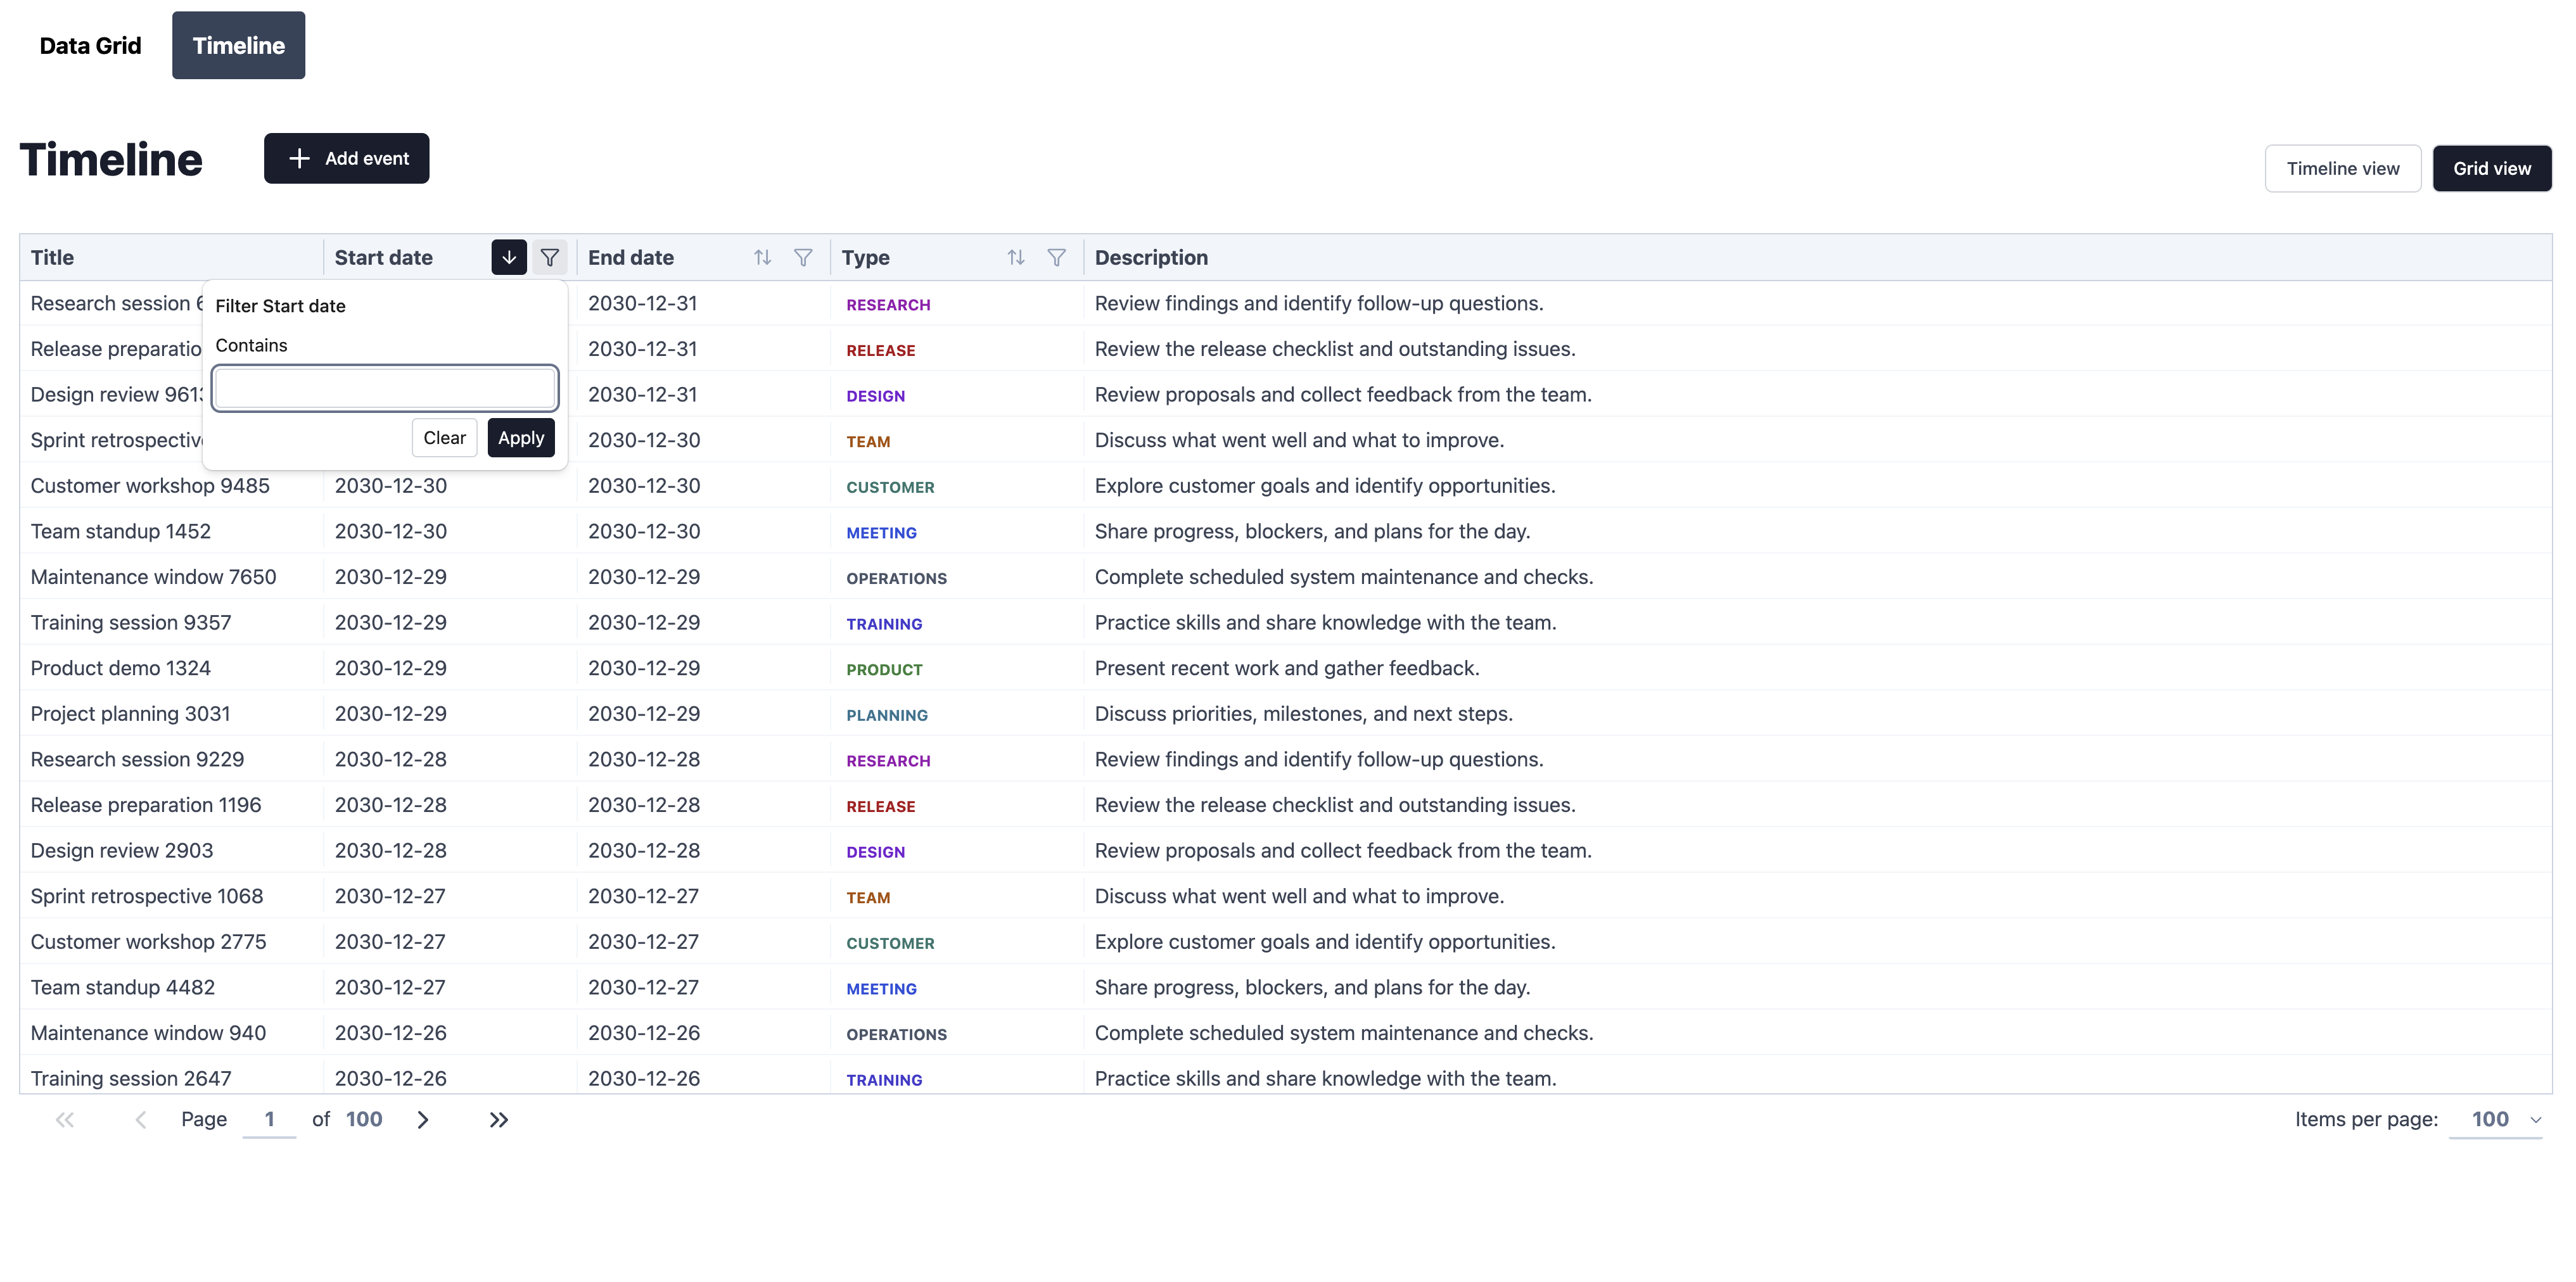 Data Grid Timeline
Timeline + Add event Timeline view Grid view
Title Start date End date Type Description
Filter Start date
Contains
Clear Apply
Research session 2030-12-31 RESEARCH Review findings and identify follow-up questions.
Release 2030-12-31 RELEASE Review the release checklist and outstanding issues.
Design review 2030-12-31 DESIGN Review proposals and collect feedback from the team.
Sprint 2030-12-30 TEAM Discuss what went well and what to improve.
Customer workshop 9485 2030-12-30 2030-12-30 CUSTOMER Explore customer goals and identify opportunities.
Team standup 1452 2030-12-30 2030-12-30 MEETING Share progress, blockers, and plans for the day.
Maintenance window 7650 2030-12-29 2030-12-29 OPERATIONS Complete scheduled system maintenance and checks.
Training session 9357 2030-12-29 2030-12-29 TRAINING Practice skills and share knowledge with the team.
Product demo 1324 2030-12-29 2030-12-29 PRODUCT Present recent work and gather feedback.
Project planning 3031 2030-12-29 2030-12-29 PLANNING Discuss priorities, milestones, and next steps.
Research session 9229 2030-12-28 2030-12-28 RESEARCH Review findings and identify follow-up questions.
Release preparation 1196 2030-12-28 2030-12-28 RELEASE Review the release checklist and outstanding issues.
Design review 2903 2030-12-28 2030-12-28 DESIGN Review proposals and collect feedback from the team.
Sprint retrospective 1068 2030-12-27 2030-12-27 TEAM Discuss what went well and what to improve.
Customer workshop 2775 2030-12-27 2030-12-27 CUSTOMER Explore customer goals and identify opportunities.
Team standup 4482 2030-12-27 2030-12-27 MEETING Share progress, blockers, and plans for the day.
Maintenance window 940 2030-12-26 2030-12-26 OPERATIONS Complete scheduled system maintenance and checks.
Training session 2647 2030-12-26 2030-12-26 TRAINING Practice skills and share knowledge with the team.
Page 1 of 100 Items per page: 100